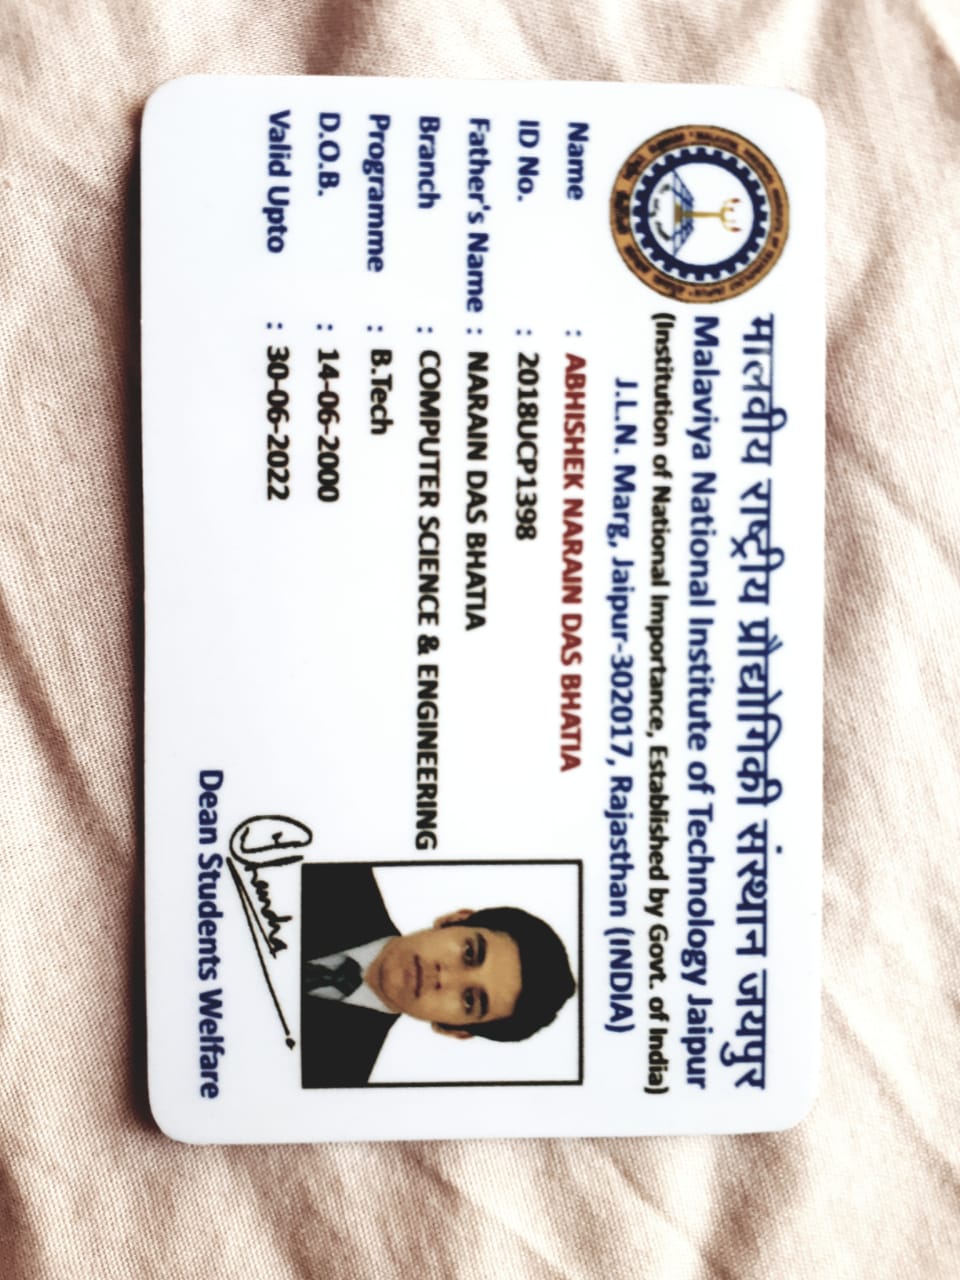 मालवीय राष्ट्रीय प्रौद्योगिकी संस्थान जयपुर
Malaviya National Institute of Technology Jaipur
(Institution of National Importance, Established by Govt. of India)
J.L.N. Marg, Jaipur-302017, Rajasthan (INDIA)
Name : ABHISHEK NARAIN DAS BHATIA
ID No. : 2018UCP1398
Father's Name : NARAIN DAS BHATIA
Branch : COMPUTER SCIENCE & ENGINEERING
Programme : B.Tech
D.O.B. : 14-06-2000
Valid Upto : 30-06-2022
Dean Students Welfare